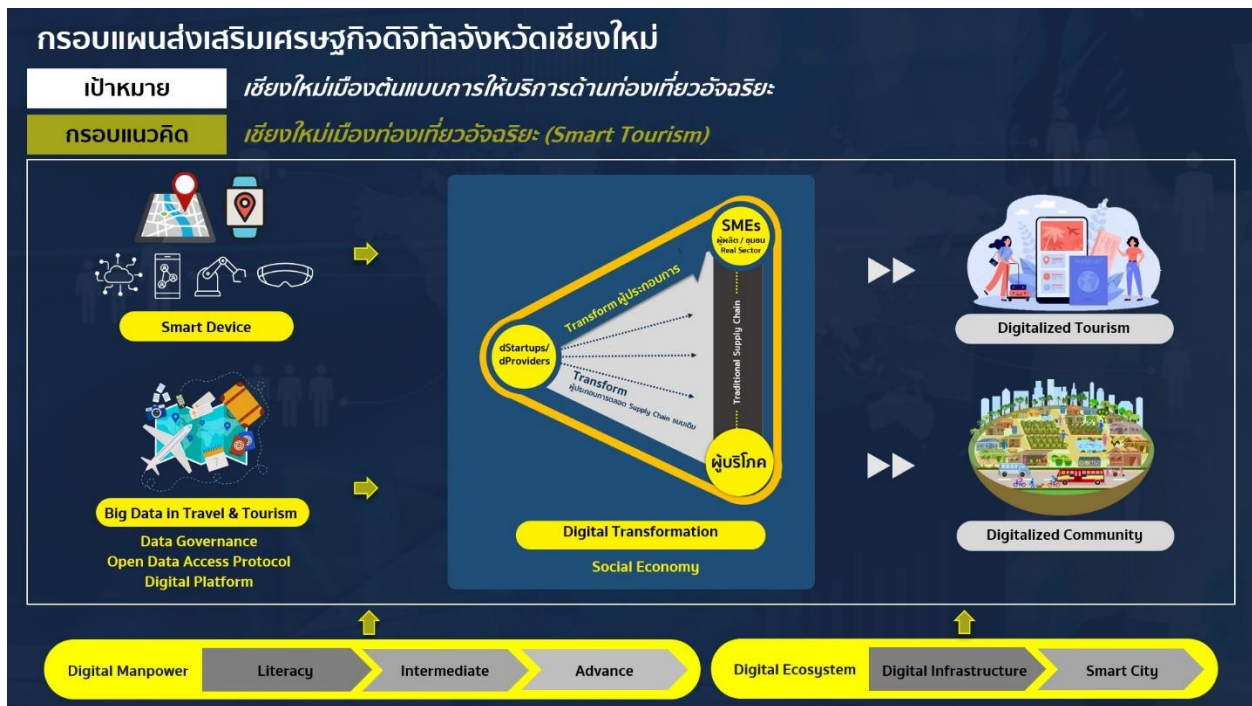 กรอบแผนส่งเสริมเศรษฐกิจดิจิทัลจังหวัดเชียงใหม่
เป้าหมาย
เชียงใหม่เมืองต้นแบบการให้บริการด้านท่องเที่ยวอัจฉริยะ
กรอบแนวคิด
เชียงใหม่เมืองท่องเที่ยวอัจฉริยะ (Smart Tourism)
Smart Device
Big Data in Travel & Tourism
Data Governance
Open Data Access Protocol
Digital Platform
SMEs
ผู้ผลิต / ชุมชน
Real Sector
Transform ผู้ประกอบการ
dStartups/
dProviders
Transform
ผู้ประกอบการตลอด Supply Chain แบบเดิม
Traditional Supply Chain
ผู้บริโภค
Digital Transformation
Social Economy
PASSPORT
Digitalized Tourism
Digitalized Community
Digital Manpower
Literacy
Intermediate
Advance
Digital Ecosystem
Digital Infrastructure
Smart City